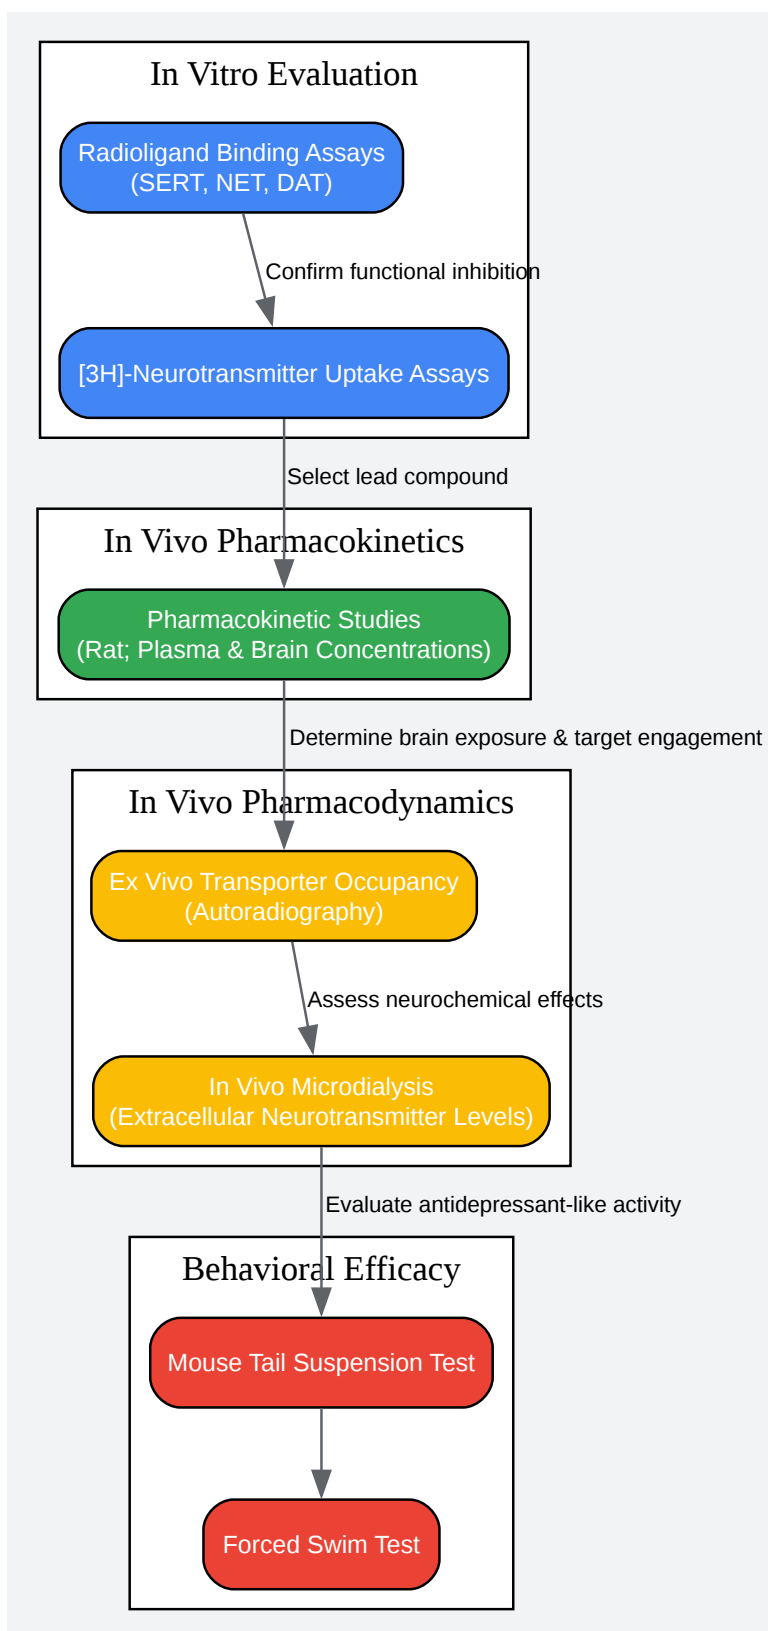 In Vitro Evaluation
Radioligand Binding Assays
(SERT, NET, DAT)
Confirm functional inhibition
[3H]-Neurotransmitter Uptake Assays
Select lead compound
In Vivo Pharmacokinetics
Pharmacokinetic Studies
(Rat; Plasma & Brain Concentrations)
Determine brain exposure & target engagement
In Vivo Pharmacodynamics
Ex Vivo Transporter Occupancy
(Autoradiography)
Assess neurochemical effects
In Vivo Microdialysis
(Extracellular Neurotransmitter Levels)
Evaluate antidepressant-like activity
Behavioral Efficacy
Mouse Tail Suspension Test
Forced Swim Test